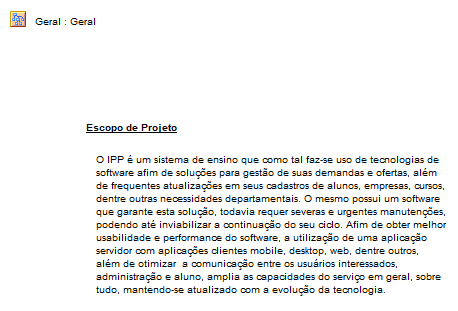 Geral : Geral
Escopo de Projeto
O IPP é um sistema de ensino que como tal faz-se uso de tecnologias de
software afim de soluções para gestão de suas demandas e ofertas, além
de frequentes atualizações em seus cadastros de alunos, empresas, cursos,
dentre outras necessidades departamentais. O mesmo possui um software
que garante esta solução, todavia requer severas e urgentes manutenções,
podendo até inviabilizar a continuação do seu ciclo. Afim de obter melhor
usabilidade e performance do software, a utilização de uma aplicação
servidor com aplicações clientes mobile, desktop, web, dentre outros,
além de otimizar a comunicação entre os usuários interessados,
administração e aluno, amplia as capacidades do serviço em geral, sobre
tudo, mantendo-se atualizado com a evolução da tecnologia.